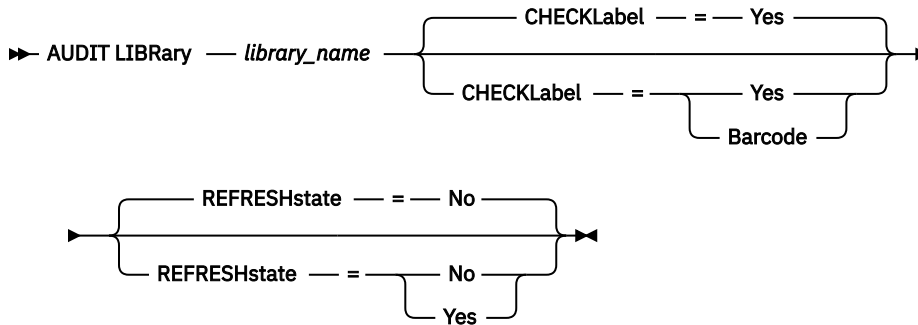 CHECKLabel = Yes
AUDIT LIBRary library_name
CHECKLabel = Yes
Barcode
REFRESHstate = No
REFRESHstate = No
Yes